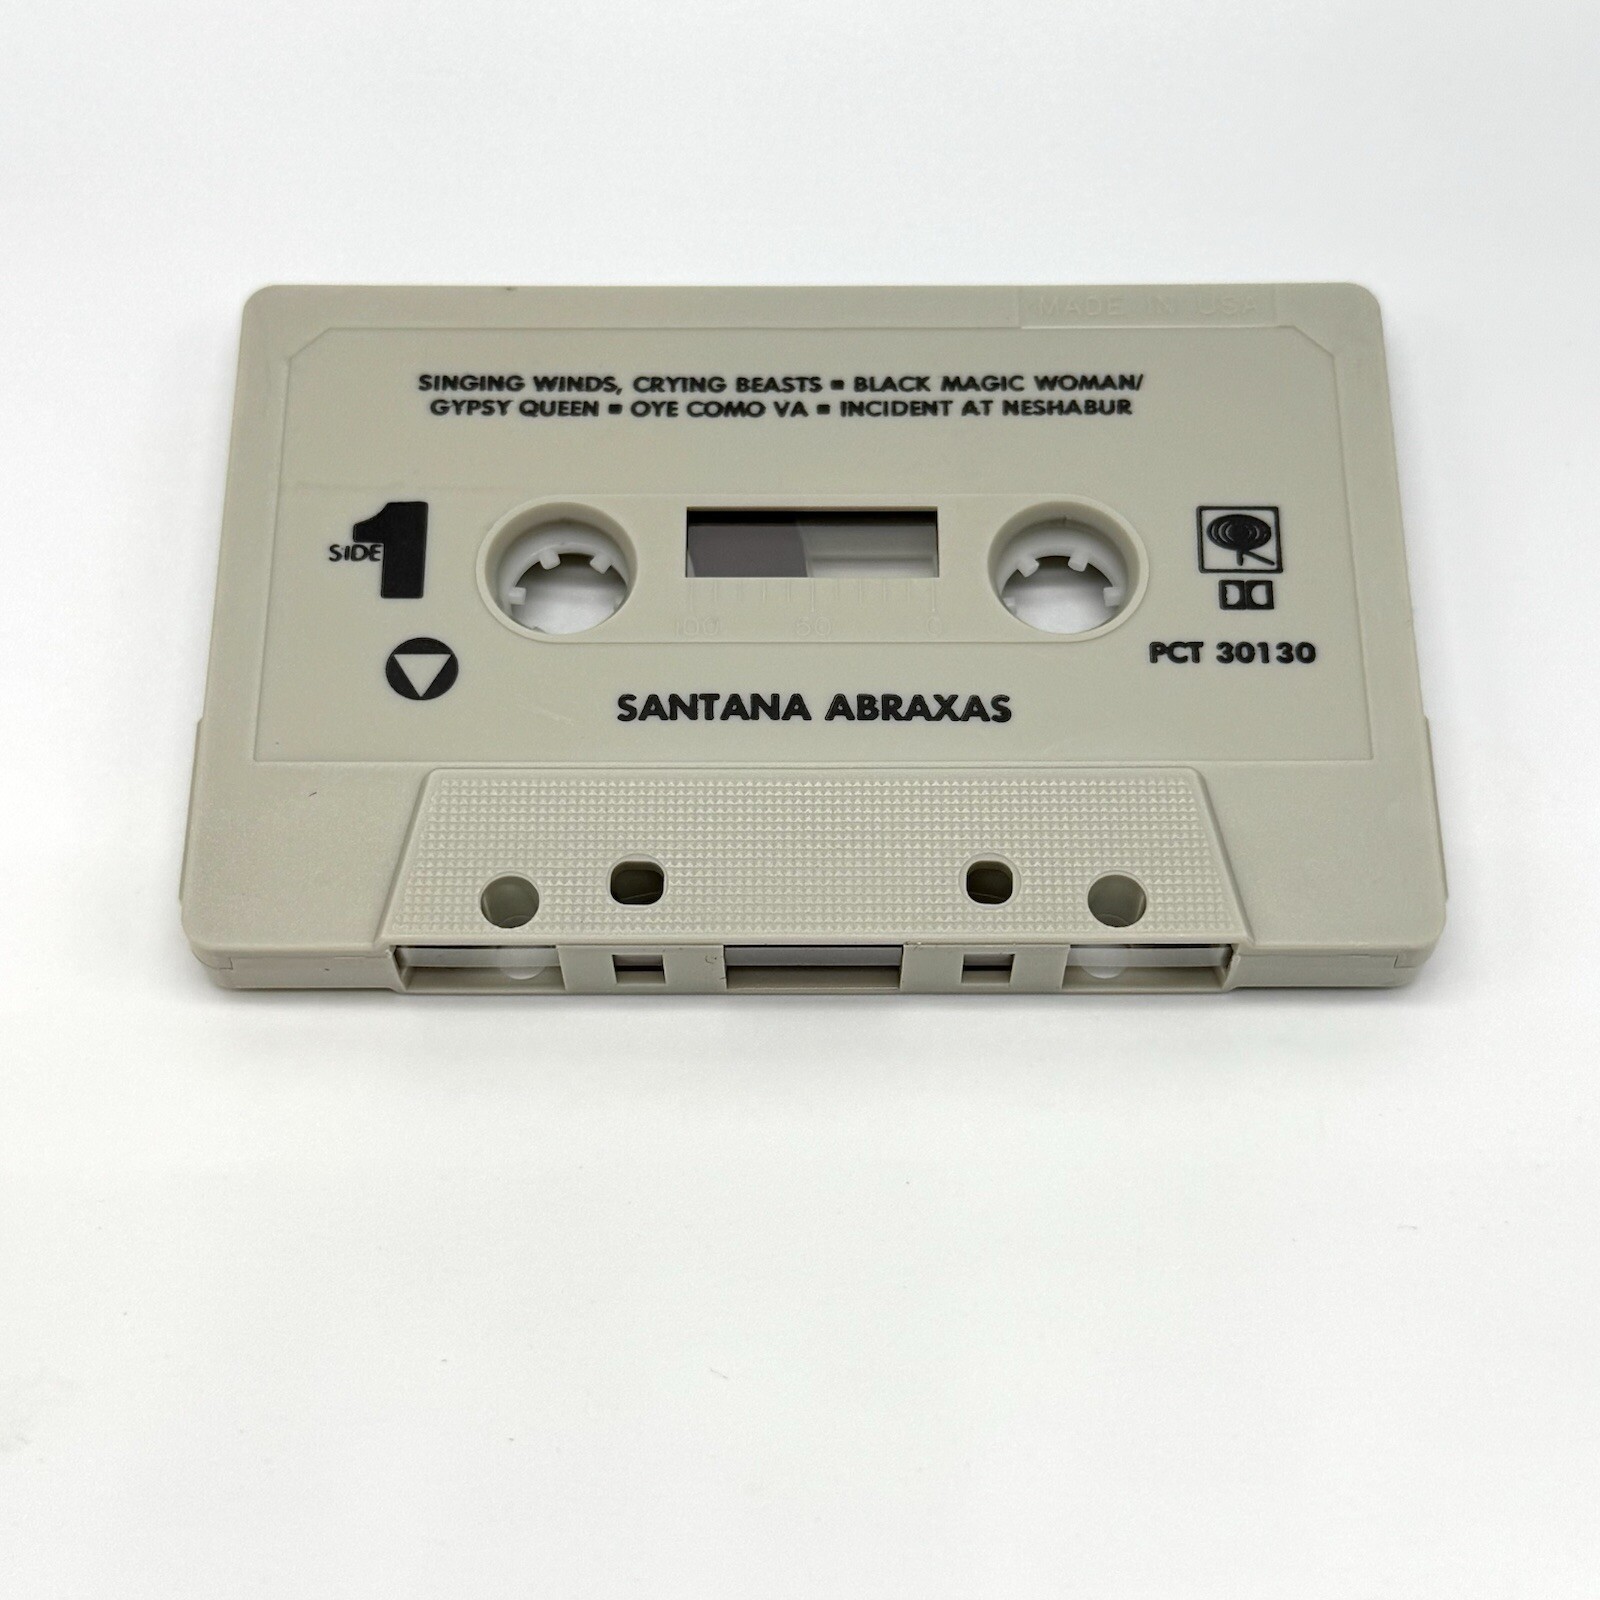 MADE IN USA
SINGING WINDS, CRYING BEASTS ▪ BLACK MAGIC WOMAN/
GYPSY QUEEN ▪ OYE COMO VA ▪ INCIDENT AT NESHABUR
SIDE 1
100 50 0
PCT 30130
SANTANA ABRAXAS